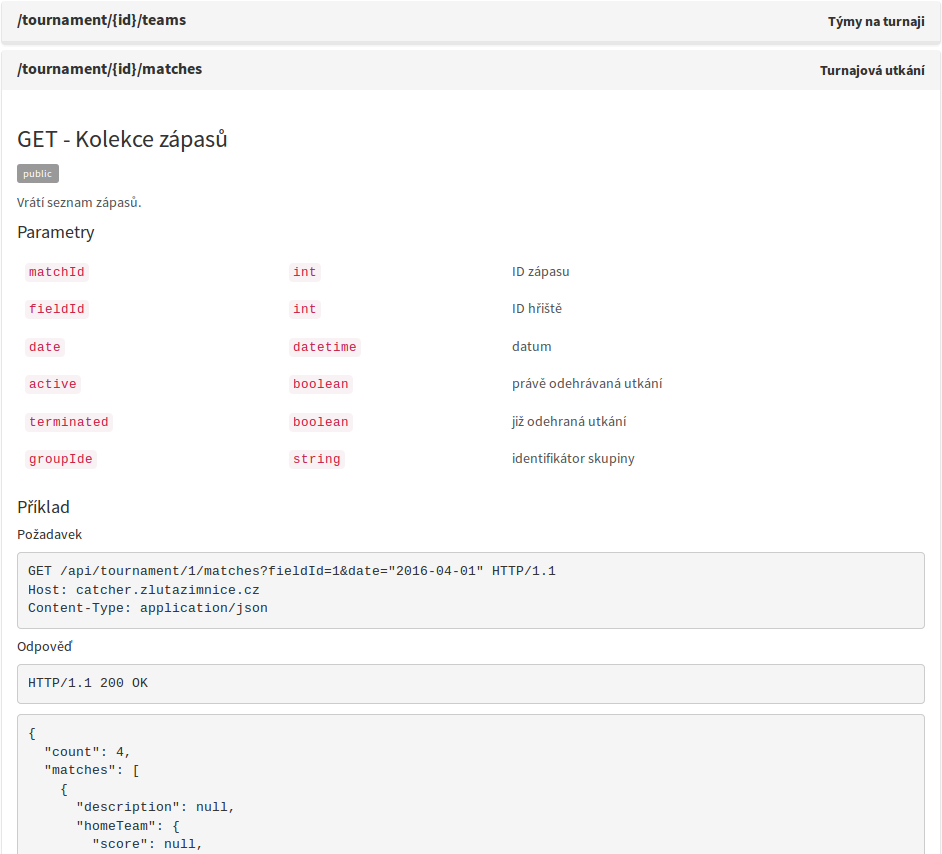 /tournament/{id}/teams Týmy na turnaji
/tournament/{id}/matches Turnajová utkání
GET - Kolekce zápasů
public
Vrátí seznam zápasů.
Parametry
matchId int ID zápasu
fieldId int ID hřiště
date datetime datum
active boolean právě odehrávaná utkání
terminated boolean již odehraná utkání
groupIde string identifikátor skupiny
Příklad
Požadavek
GET /api/tournament/1/matches?fieldId=1&date="2016-04-01" HTTP/1.1
Host: catcher.zlutazimnice.cz
Content-Type: application/json
Odpověď
HTTP/1.1 200 OK
{
"count": 4,
"matches": [
{
"description": null,
"homeTeam": {
"score": null,